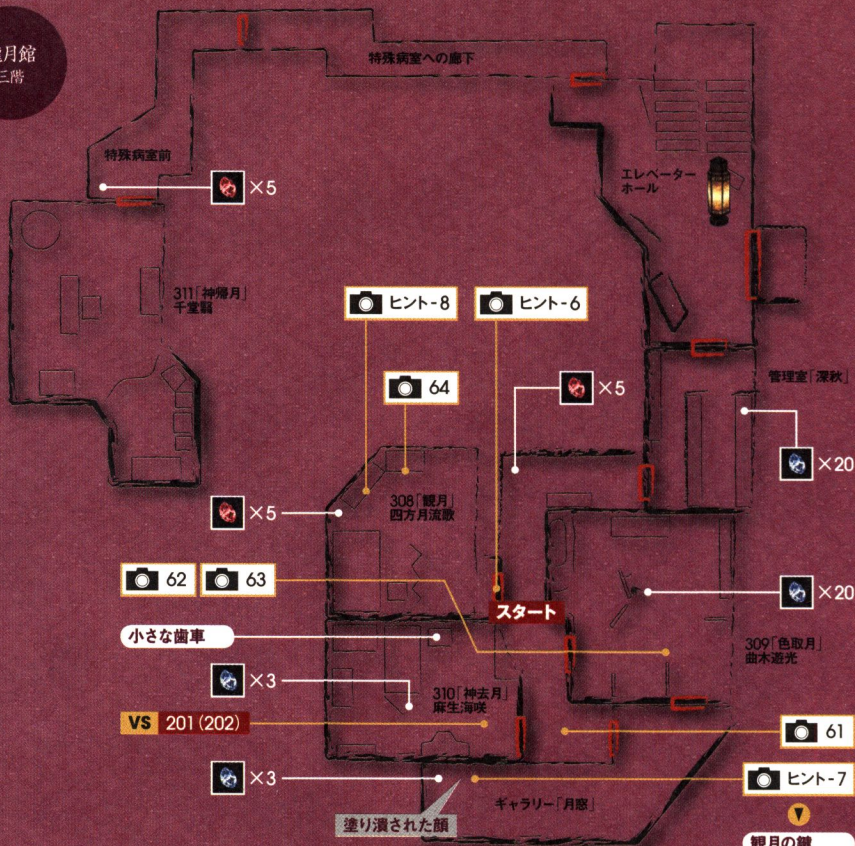 月館
三階
特殊病室への廊下
特殊病室前
×5
エレベーター
ホール
311「神帰月」
千堂翳
ヒント-8
ヒント-6
64
×5
管理室「深秋」
×20
308「観月」
四方月流歌
×5
62
63
スタート
×20
小さな歯車
309「色取月」
曲木遊光
×3
310「神去月」
麻生海咲
VS 201(202)
61
×3
ヒント-7
ギャラリー「月窓」
塗り潰された顔
観月の鍵